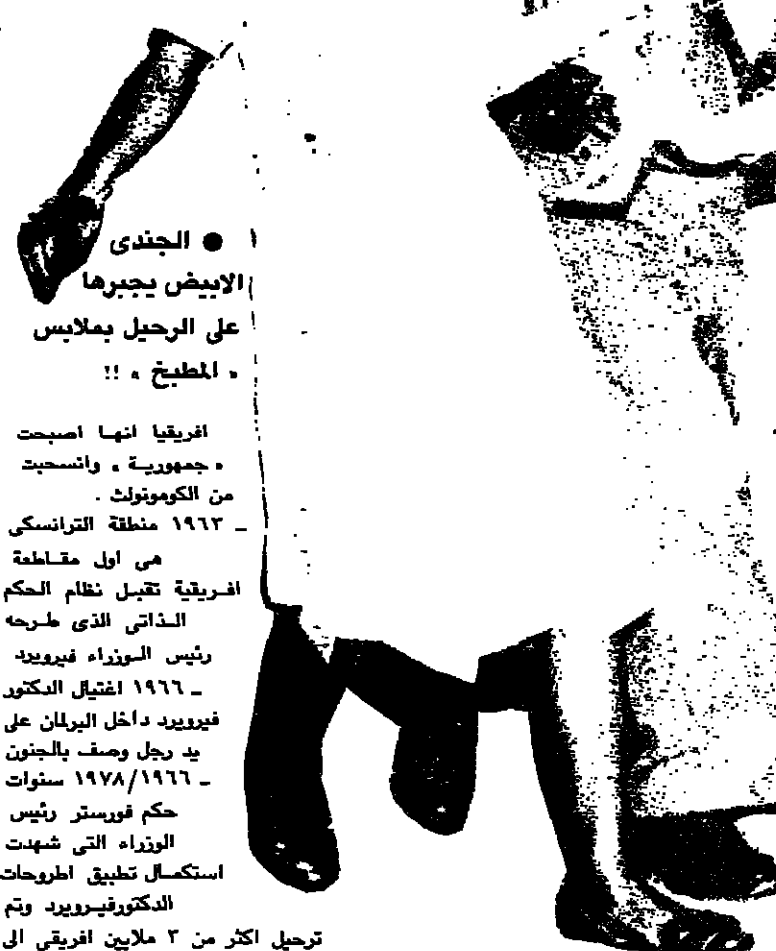 ● الجندى
الابيض يجبرها
على الرحيل بملابس
« المطبخ » !!
افريقيا انها اصبحت
« جمهورية » وانسحبت
من الكومونولث .
ـ ١٩٦٣ منطقة الترانسكى
هى اول مقاطعة
افريقية تقبل نظام الحكم
الذاتى الذى طرحه
رئيس الوزراء فيرويرد
ـ ١٩٦٦ اغتيال الدكتور
فيرويرد داخل البرلمان على
يد رجل وصف بالجنون
ـ ١٩٧٨/١٩٦٦ سنوات
حكم فورستر رئيس
الوزراء التى شهدت
استكمال تطبيق اطروحات
الدكتورفيرويرد وتم
ترحيل اكثر من ٣ ملايين افريقى الى